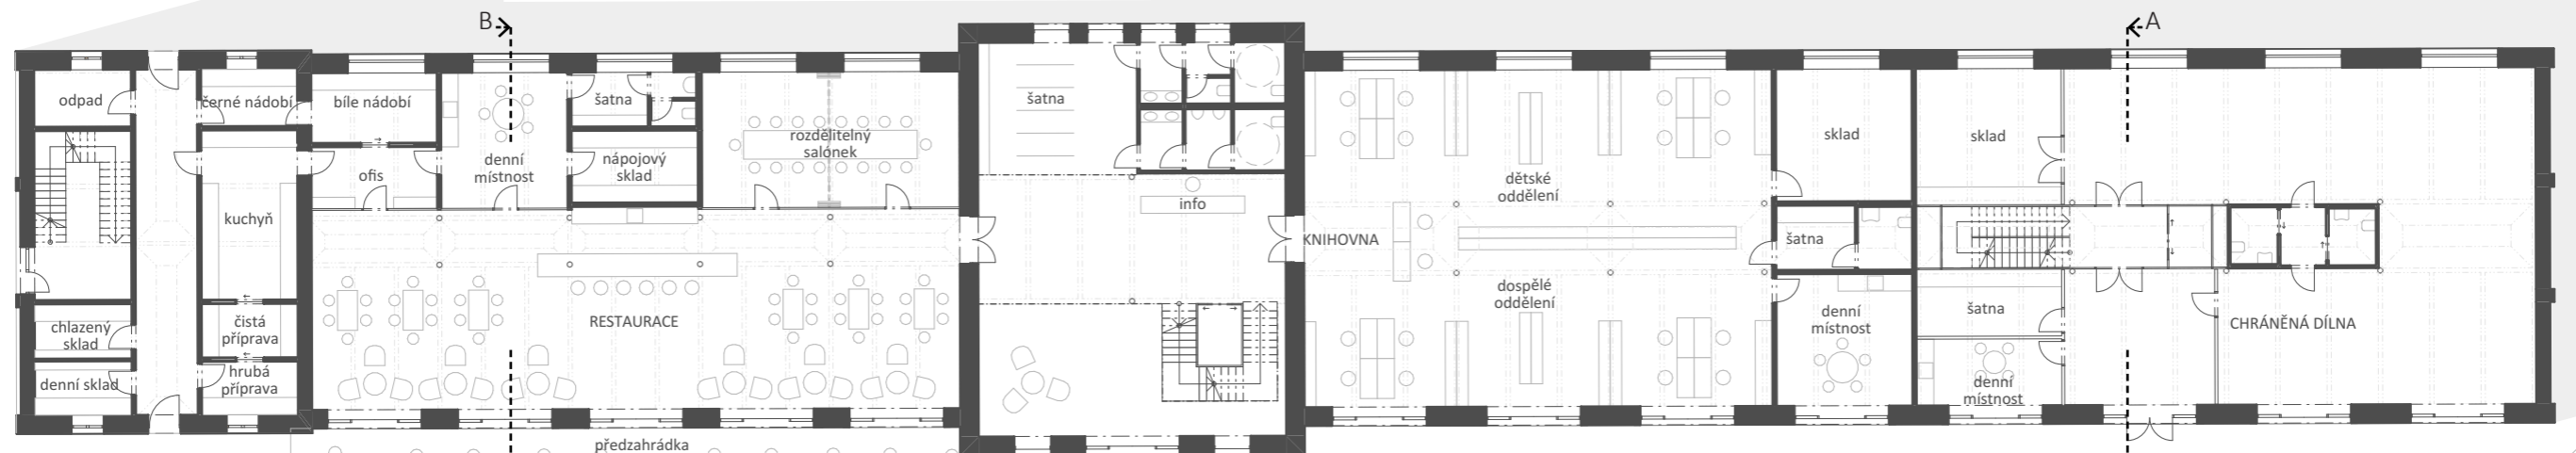 B
A
odpad
černé nádobí
bíle nádobí
šatna
šatna
rozdělitelný
salónek
sklad
sklad
denní
místnost
nápojový
sklad
ofis
dětské
oddělení
kuchyň
info
KNIHOVNA
šatna
dospělé
oddělení
chlazený
sklad
čistá
příprava
RESTAURACE
denní
místnost
šatna
CHRÁNĚNÁ DÍLNA
denní sklad
hrubá
příprava
denní
místnost
předzahrádka